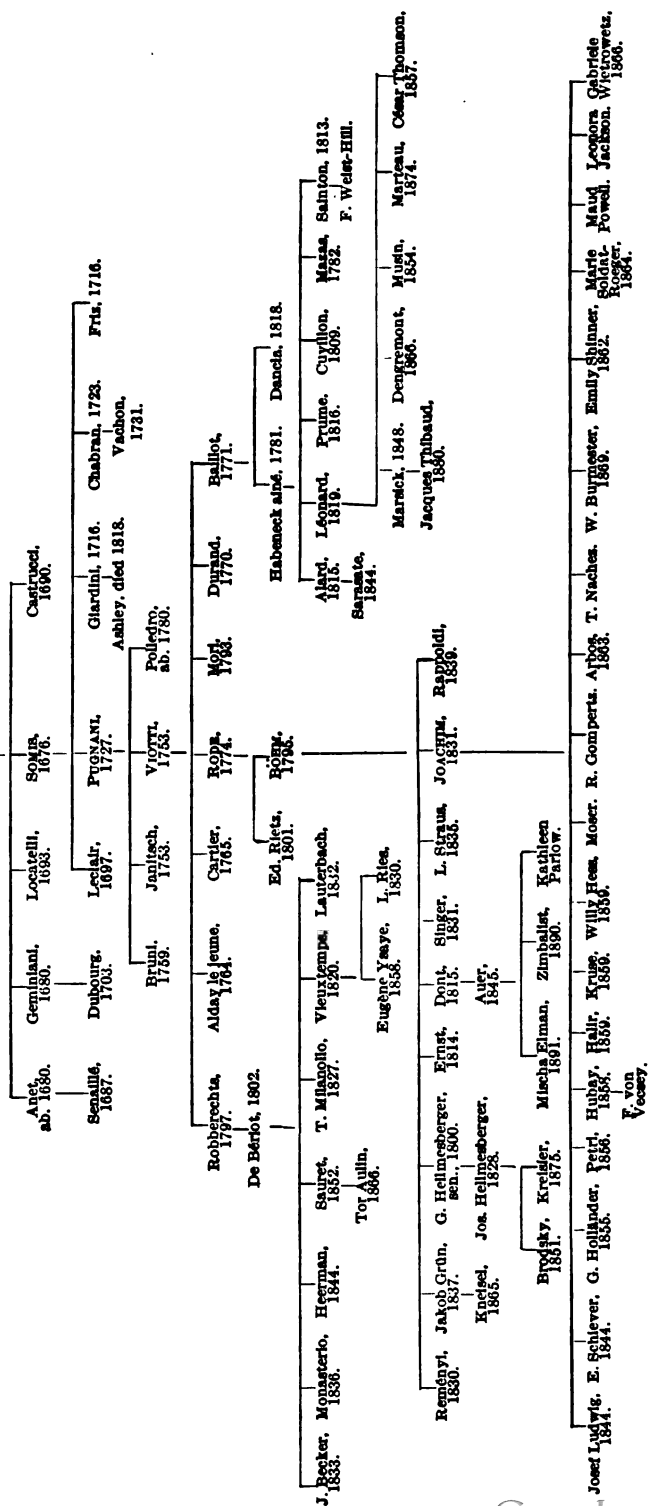 Anet,
ab. 1680.
Geminiani,
1680.
Locatelli,
1693.
SOMIS,
1676.
Castrucci,
1690.
Senaillé,
1687.
Dubourg,
1703.
Leclair,
1697.
PUGNANI,
1727.
Giardini, 1716.
Ashley, died 1818.
Chabran, 1723.
Vachon,
1731.
Friz, 1716.
Bruni,
1759.
Janitsch,
1753.
VIOTTI,
1753.
Polledro,
ab. 1780.
Robberechts,
1797.
De Bériot, 1802.
Alday le jeune,
1764.
Cartier,
1765.
RODE,
1774.
Mori,
1793.
Durand,
1770.
Baillot,
1771.
Ed. Rietz,
1801.
BÖHM,
1795.
Habeneck aîné, 1781.
Dancla, 1818.
J. Becker,
1833.
Monasterio,
1836.
Heerman,
1844.
Sauret,
1852.
Tor Aulin,
1866.
T. Milanollo,
1827.
Vieuxtemps,
1820.
Lauterbach,
1832.
Eugène Ysaye,
1858.
L. Ries,
1830.
Alard,
1815.
Sarasate,
1844.
Léonard,
1819.
Prume,
1816.
Cuvillon,
1809.
Mazas,
1782.
Sainton, 1813.
F. Weist-Hill.
Marsick, 1848.
Jacques Thibaud,
1880.
Dengremont,
1866.
Musin,
1854.
Marteau,
1874.
César Thomson,
1857.
Reményi,
1830.
Jakob Grün,
1837.
Kneisel,
1865.
G. Hellmesberger,
sen., 1800.
Jos. Hellmesberger,
1828.
Ernst,
1814.
Dont,
1815.
Auer,
1845.
Singer,
1831.
L. Straus,
1835.
JOACHIM,
1831.
Rappoldi,
1839.
Brodsky,
1851.
Kreisler,
1875.
Mischa Elman,
1891.
Zimbalist,
1890.
Kathleen
Parlow.
Josef Ludwig,
1844.
E. Schiever,
1844.
G. Holländer,
1855.
Petri,
1856.
Hubay,
1858.
F. von
Vecsey.
Halir,
1859.
Kruse,
1859.
Willy Hess,
1859.
Moser.
R. Gompertz.
Arbos,
1863.
T. Naches.
W. Burmester,
1869.
Emily Shinner,
1862.
Marie
Soldat-
Roeger,
1864.
Maud
Powell.
Leonora
Jackson.
Gabriele
Wietrowetz,
1866.